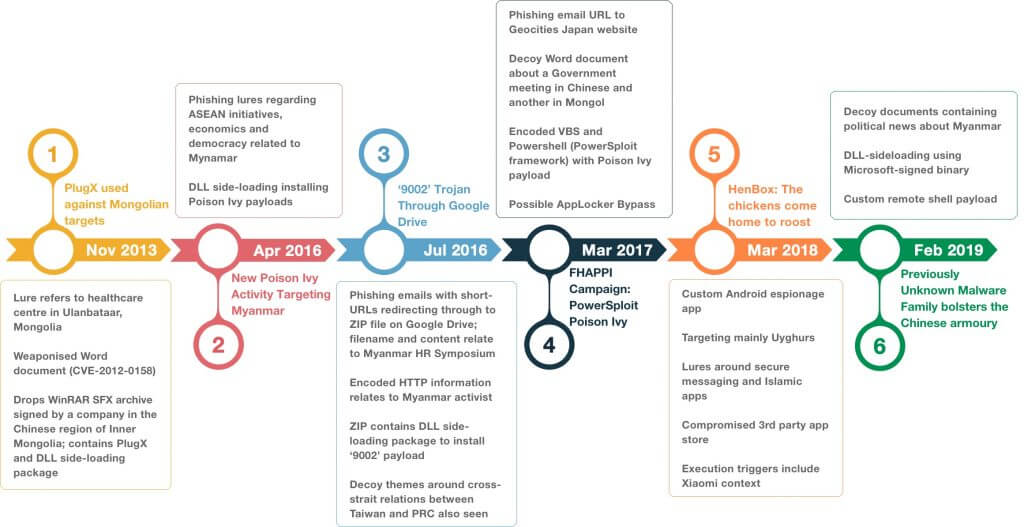 1
PlugX used
against Mongolian
targets
Nov 2013
Lure refers to healthcare
centre in Ulanbataar,
Mongolia
Weaponised Word
document (CVE-2012-0158)
Drops WinRAR SFX archive
signed by a company in the
Chinese region of Inner
Mongolia; contains PlugX
and DLL side-loading
package
Phishing lures regarding
ASEAN initiatives,
economics and
democracy related to
Mynamar
DLL side-loading installing
Poison Ivy payloads
Apr 2016
New Poison Ivy
Activity Targeting
Myanmar
2
3
‘9002’ Trojan
Through Google
Drive
Jul 2016
Phishing emails with short-
URLs redirecting through to
ZIP file on Google Drive;
filename and content relate
to Myanmar HR Symposium
Encoded HTTP information
relates to Myanmar activist
ZIP contains DLL side-
loading package to install
‘9002’ payload
Decoy themes around cross-
strait relations between
Taiwan and PRC also seen
Phishing email URL to
Geocities Japan website
Decoy Word document
about a Government
meeting in Chinese and
another in Mongol
Encoded VBS and
Powershell (PowerSploit
framework) with Poison Ivy
payload
Possible AppLocker Bypass
Mar 2017
FHAPPI
Campaign:
PowerSploit
Poison Ivy
4
5
HenBox: The
chickens come
home to roost
Mar 2018
Custom Android espionage
app
Targeting mainly Uyghurs
Lures around secure
messaging and Islamic
apps
Compromised 3rd party app
store
Execution triggers include
Xiaomi context
Decoy documents containing
political news about Myanmar
DLL-sideloading using
Microsoft-signed binary
Custom remote shell payload
Feb 2019
Previously
Unknown Malware
Family bolsters the
Chinese armoury
6